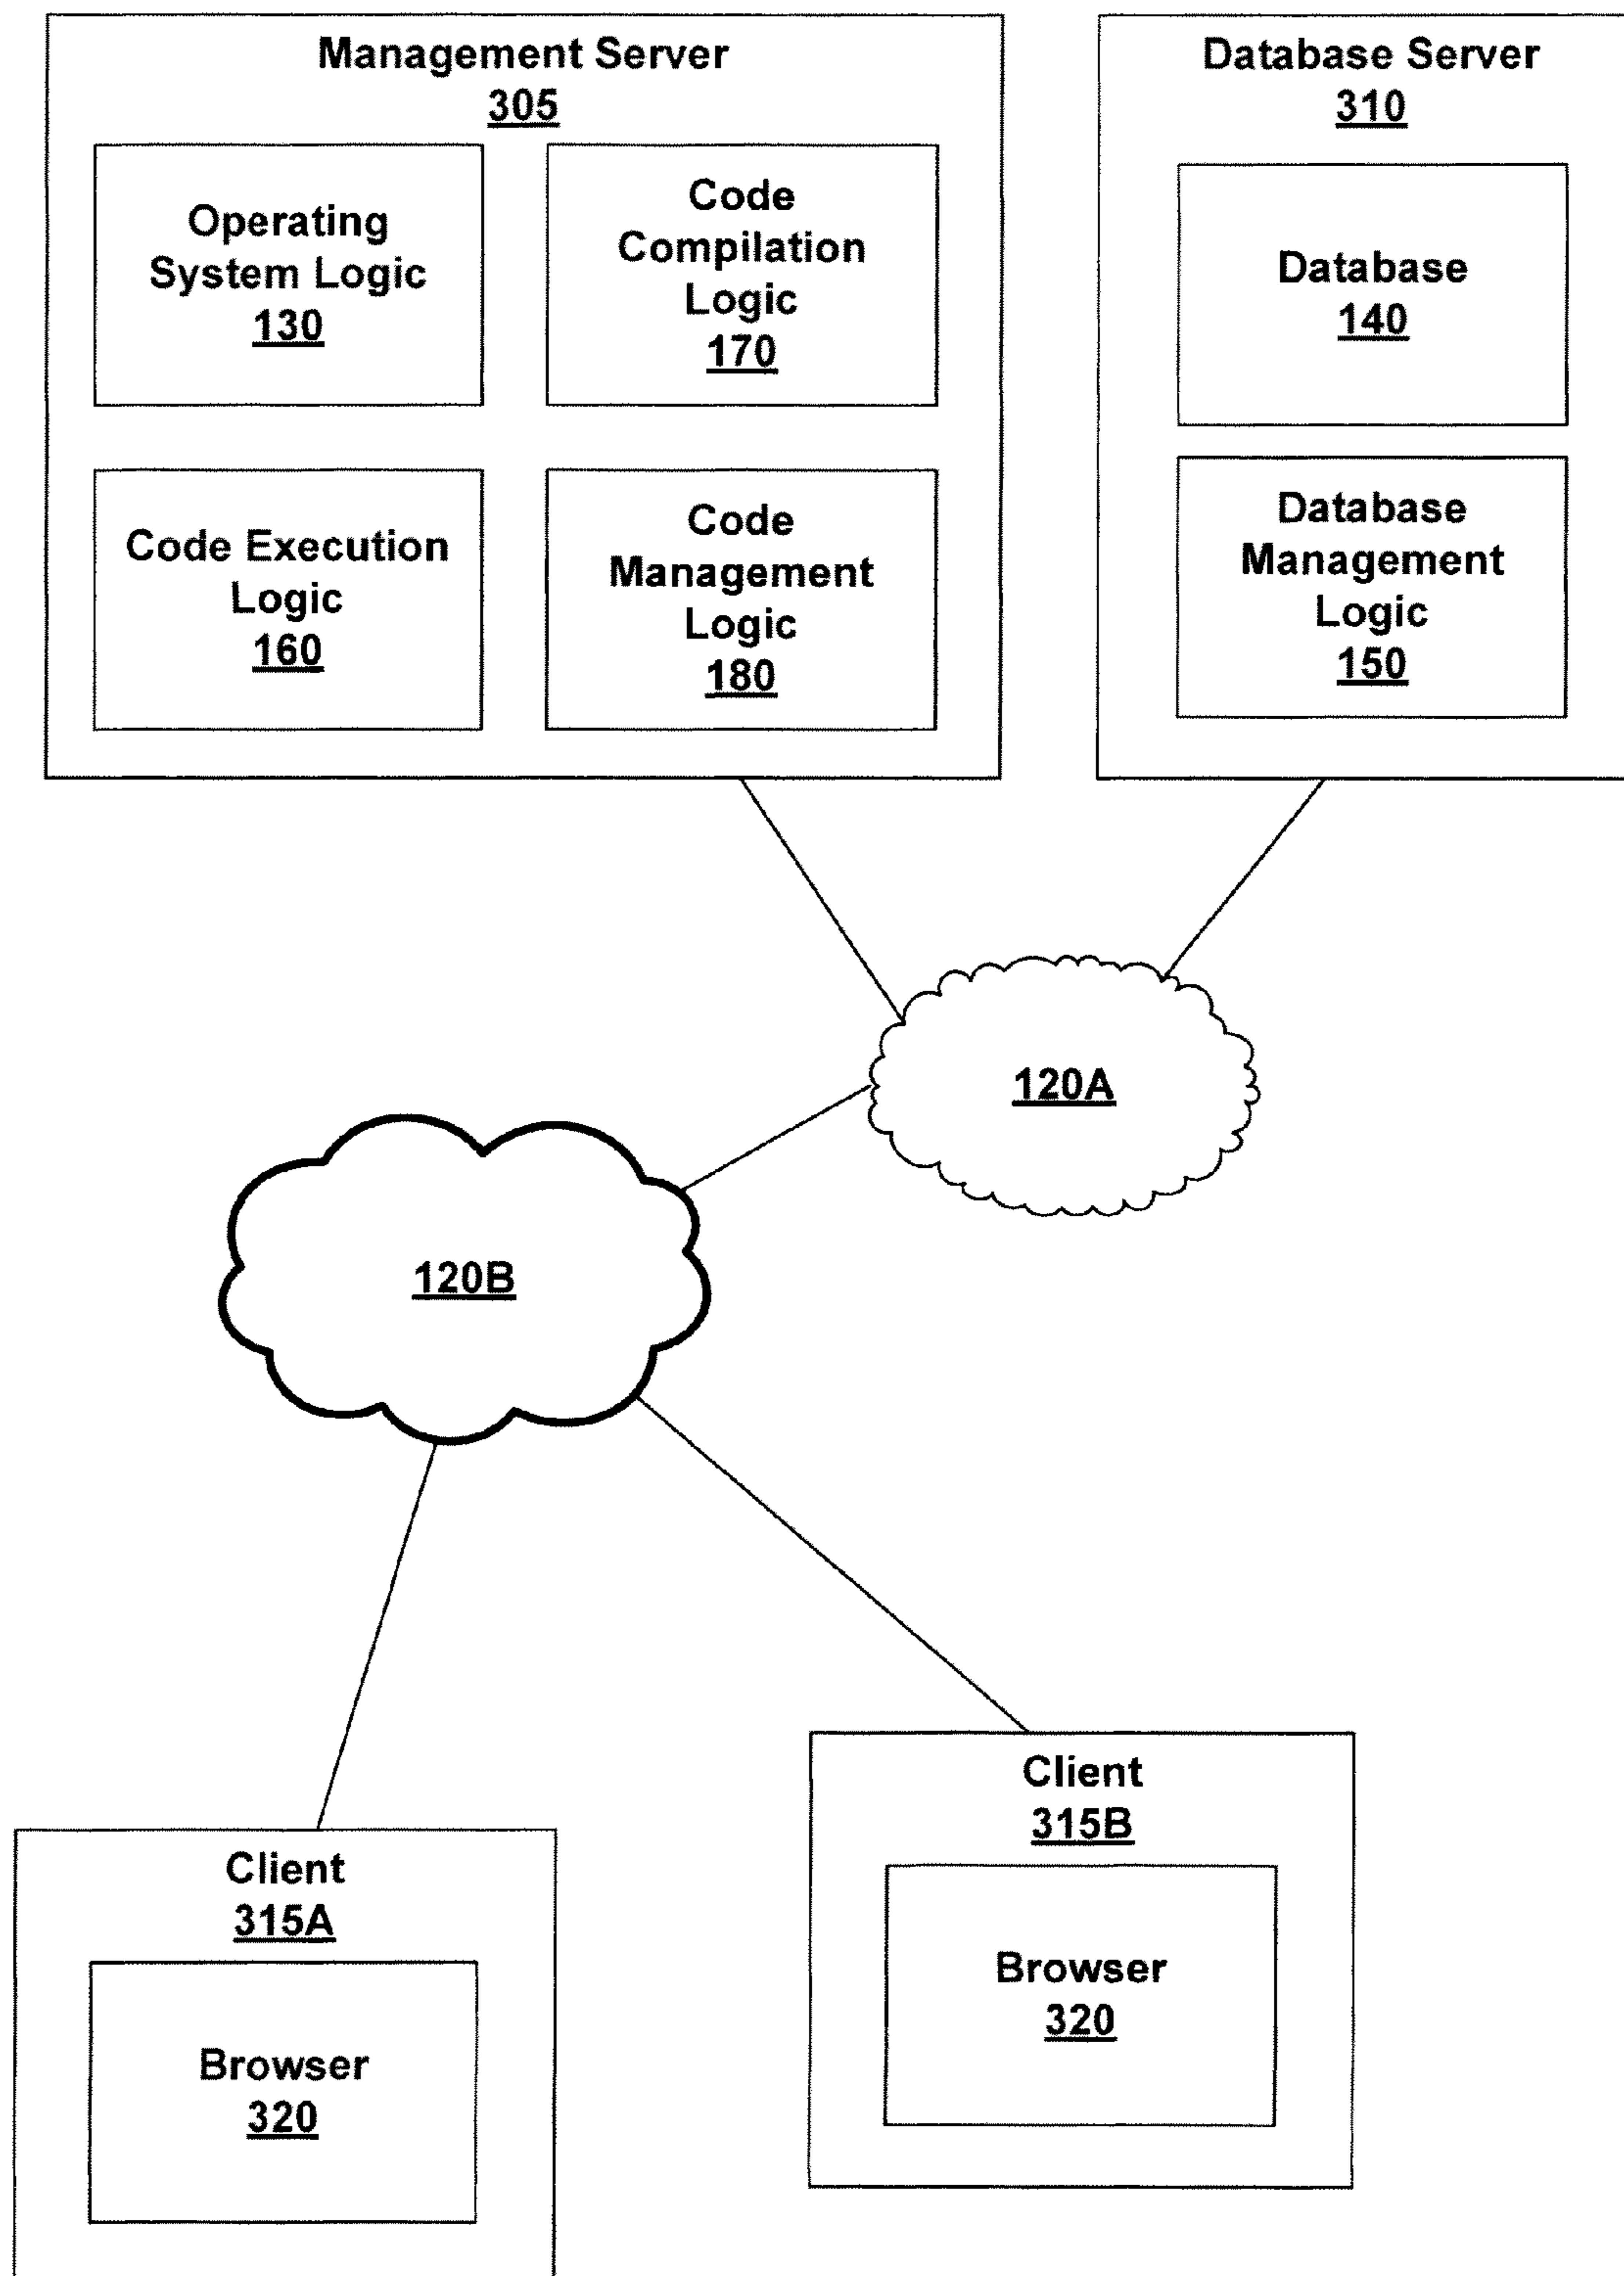 Management Server
305
Operating
System Logic
130
Code
Compilation
Logic
170
Code Execution
Logic
160
Code
Management
Logic
180
Database Server
310
Database
140
Database
Management
Logic
150
120A
120B
Client
315A
Browser
320
Client
315B
Browser
320